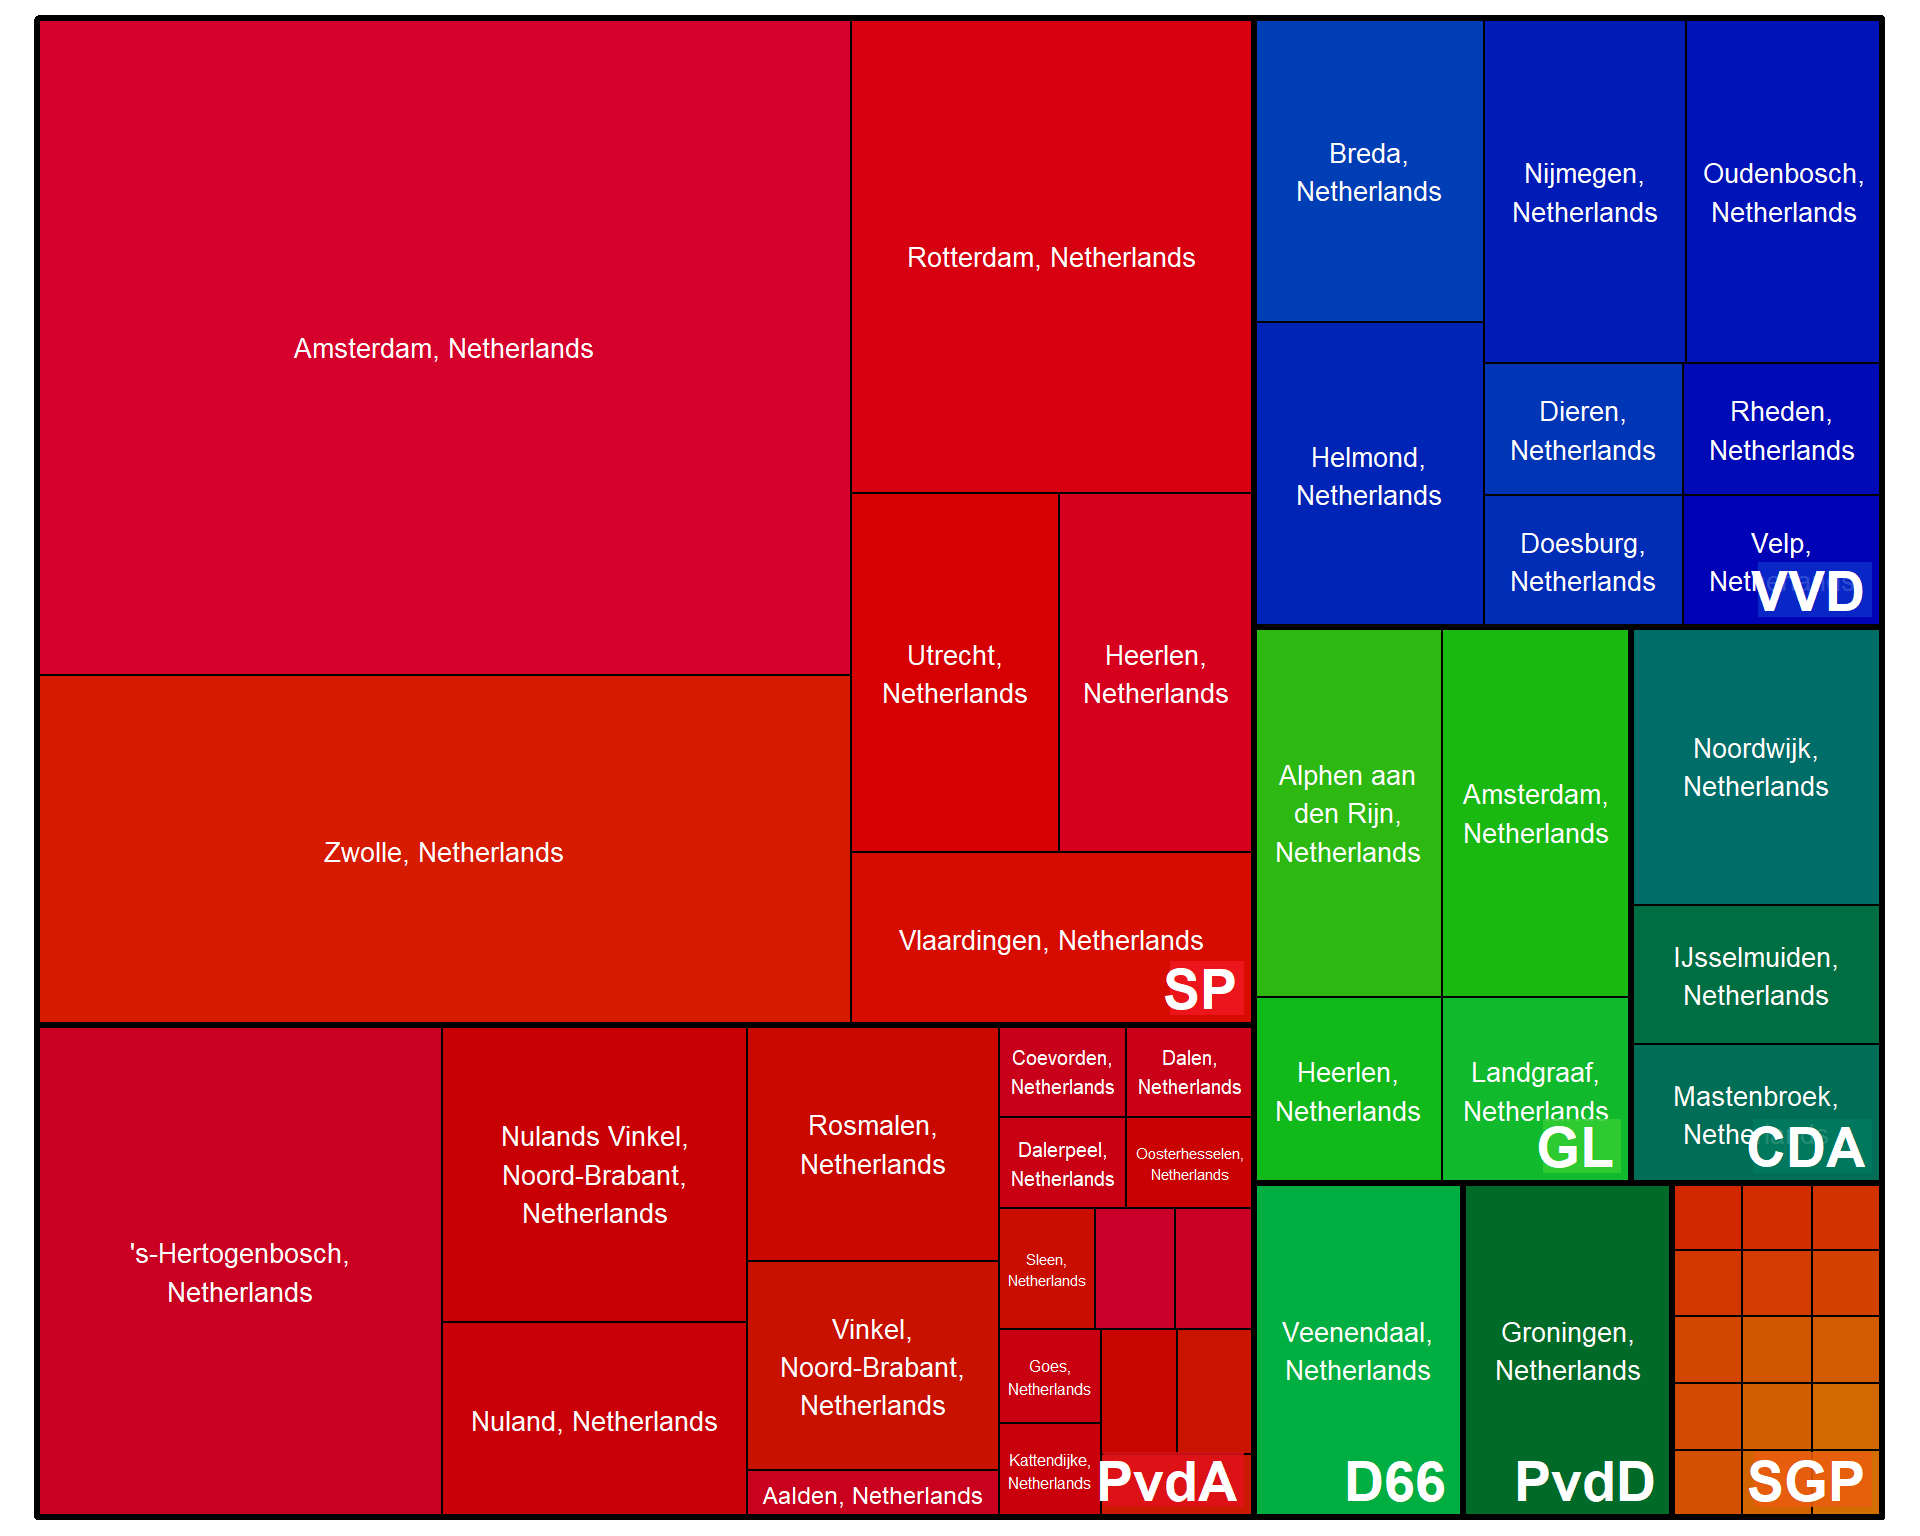 Amsterdam, Netherlands
Zwolle, Netherlands
Rotterdam, Netherlands
Utrecht,
Netherlands
Heerlen,
Netherlands
Vlaardingen, Netherlands
SP
's-Hertogenbosch,
Netherlands
Nulands Vinkel,
Noord-Brabant,
Netherlands
Nuland, Netherlands
Rosmalen,
Netherlands
Vinkel,
Noord-Brabant,
Netherlands
Aalden, Netherlands
Coevorden,
Netherlands
Dalen,
Netherlands
Dalerpeel,
Netherlands
Oosterhesselen,
Netherlands
Sleen,
Netherlands
Goes,
Netherlands
Kattendijke,
Netherlands
PvdA
Breda,
Netherlands
Helmond,
Netherlands
Nijmegen,
Netherlands
Oudenbosch,
Netherlands
Dieren,
Netherlands
Rheden,
Netherlands
Doesburg,
Netherlands
Velp,
Netherlands
VVD
Alphen aan
den Rijn,
Netherlands
Amsterdam,
Netherlands
Heerlen,
Netherlands
Landgraaf,
Netherlands
GL
Noordwijk,
Netherlands
IJsselmuiden,
Netherlands
Mastenbroek,
Netherlands
CDA
Veenendaal,
Netherlands
D66
Groningen,
Netherlands
PvdD
SGP